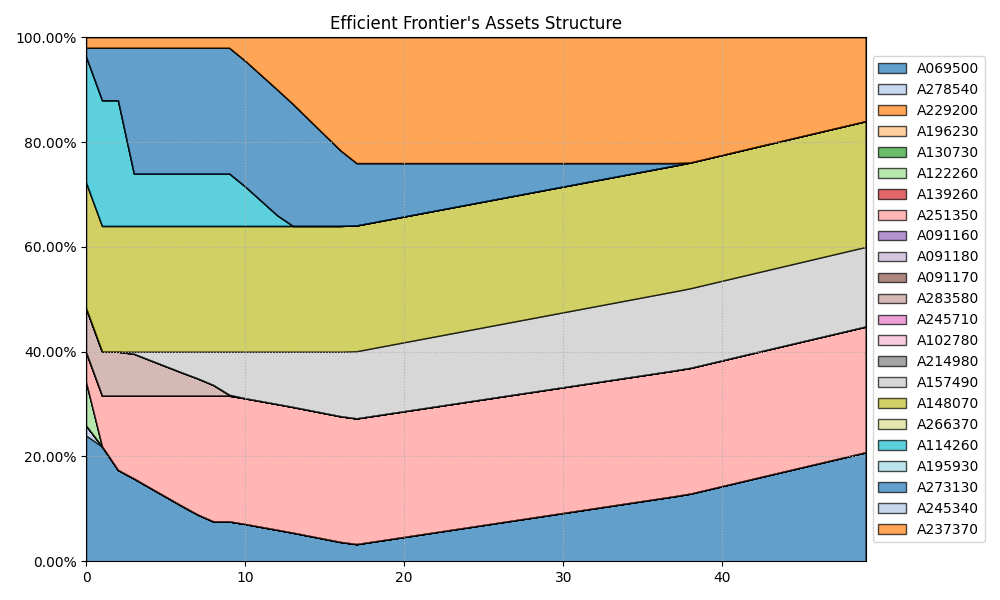 Efficient Frontier's Assets Structure
100.00%
80.00%
60.00%
40.00%
20.00%
0.00%
0
10
20
30
40
A069500
A278540
A229200
A196230
A130730
A122260
A139260
A251350
A091160
A091180
A091170
A283580
A245710
A102780
A214980
A157490
A148070
A266370
A114260
A195930
A273130
A245340
A237370